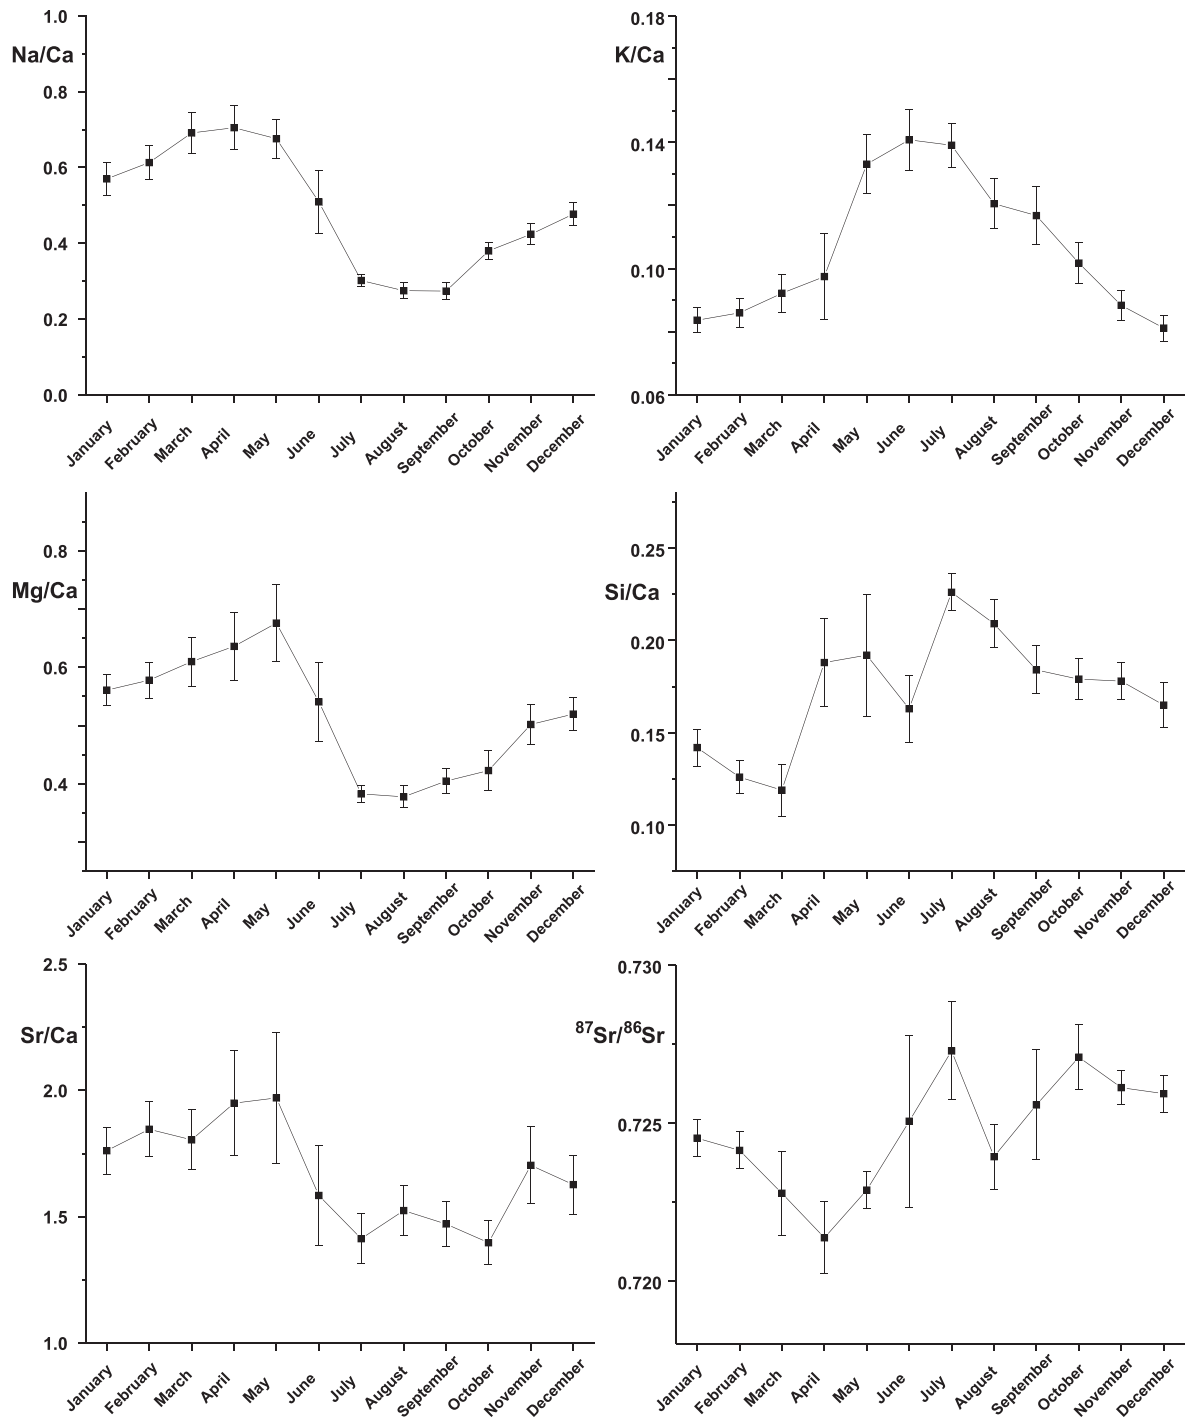 1.0
Na/Ca
0.8
0.6
0.4
0.2
0.0
January
February
March
April
May
June
July
August
September
October
November
December
0.18
K/Ca
0.14
0.10
0.06
January
February
March
April
May
June
July
August
September
October
November
December
0.8
Mg/Ca
0.6
0.4
January
February
March
April
May
June
July
August
September
October
November
December
0.25
Si/Ca
0.20
0.15
0.10
January
February
March
April
May
June
July
August
September
October
November
December
2.5
Sr/Ca
2.0
1.5
1.0
January
February
March
April
May
June
July
August
September
October
November
December
0.730
⁸⁷Sr/⁸⁶Sr
0.725
0.720
January
February
March
April
May
June
July
August
September
October
November
December